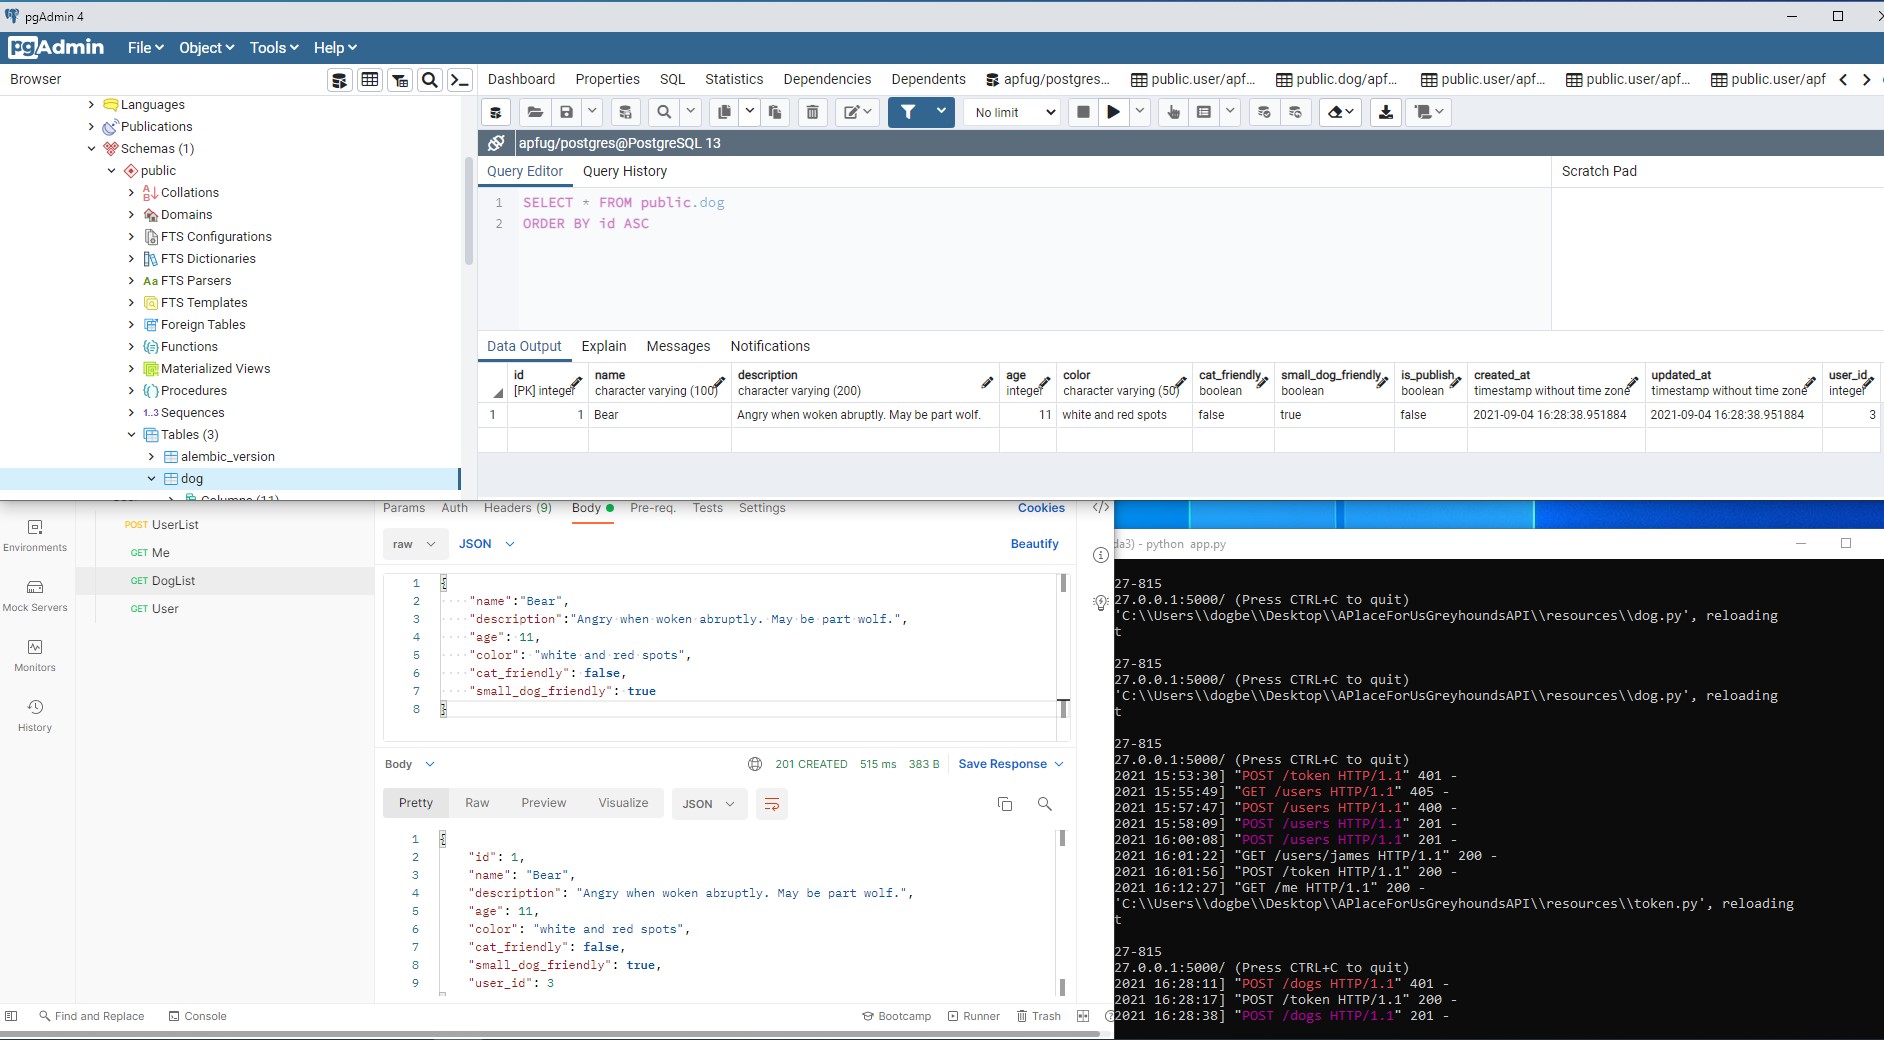 pgAdmin 4
pgAdmin File Object Tools Help
Browser
Dashboard Properties SQL Statistics Dependencies Dependents apfug/postgres... public.user/apf... public.dog/apf... public.user/apf... public.user/apf... public.user/apf
No limit
apfug/postgres@PostgreSQL 13
Query Editor Query History
Scratch Pad
1 SELECT * FROM public.dog
2 ORDER BY id ASC
Languages
Publications
Schemas (1)
public
Collations
Domains
FTS Configurations
FTS Dictionaries
Aa FTS Parsers
FTS Templates
Foreign Tables
Functions
Materialized Views
Procedures
1..3 Sequences
Tables (3)
alembic_version
dog
Columns (11)
Data Output Explain Messages Notifications
id name description age color cat_friendly small_dog_friendly is_publish created_at updated_at user_id
[PK] integer character varying (100) character varying (200) integer character varying (50) boolean boolean boolean timestamp without time zone timestamp without time zone integer
1 1 Bear Angry when woken abruptly. May be part wolf. 11 white and red spots false true false 2021-09-04 16:28:38.951884 2021-09-04 16:28:38.951884 3
Environments
Mock Servers
Monitors
History
POST UserList
GET Me
GET DogList
GET User
Params Auth Headers (9) Body Pre-req. Tests Settings Cookies
raw JSON Beautify
1 {
2 "name":"Bear",
3 "description":"Angry when woken abruptly. May be part wolf.",
4 "age": 11,
5 "color": "white and red spots",
6 "cat_friendly": false,
7 "small_dog_friendly": true
8 }
Body 201 CREATED 515 ms 383 B Save Response
Pretty Raw Preview Visualize JSON
1 {
2 "id": 1,
3 "name": "Bear",
4 "description": "Angry when woken abruptly. May be part wolf.",
5 "age": 11,
6 "color": "white and red spots",
7 "cat_friendly": false,
8 "small_dog_friendly": true,
9 "user_id": 3
Find and Replace Console Bootcamp Runner Trash
da3) - python app.py
27-815
27.0.0.1:5000/ (Press CTRL+C to quit)
'C:\\Users\\dogbe\\Desktop\\APlaceForUsGreyhoundsAPI\\resources\\dog.py', reloading
t
27-815
27.0.0.1:5000/ (Press CTRL+C to quit)
'C:\\Users\\dogbe\\Desktop\\APlaceForUsGreyhoundsAPI\\resources\\dog.py', reloading
t
27-815
27.0.0.1:5000/ (Press CTRL+C to quit)
2021 15:53:30] "POST /token HTTP/1.1" 401 -
2021 15:55:49] "GET /users HTTP/1.1" 405 -
2021 15:57:47] "POST /users HTTP/1.1" 400 -
2021 15:58:09] "POST /users HTTP/1.1" 201 -
2021 16:00:08] "POST /users HTTP/1.1" 201 -
2021 16:01:22] "GET /users/james HTTP/1.1" 200 -
2021 16:01:56] "POST /token HTTP/1.1" 200 -
2021 16:12:27] "GET /me HTTP/1.1" 200 -
'C:\\Users\\dogbe\\Desktop\\APlaceForUsGreyhoundsAPI\\resources\\token.py', reloading
t
27-815
27.0.0.1:5000/ (Press CTRL+C to quit)
2021 16:28:11] "POST /dogs HTTP/1.1" 401 -
2021 16:28:17] "POST /token HTTP/1.1" 200 -
2021 16:28:38] "POST /dogs HTTP/1.1" 201 -